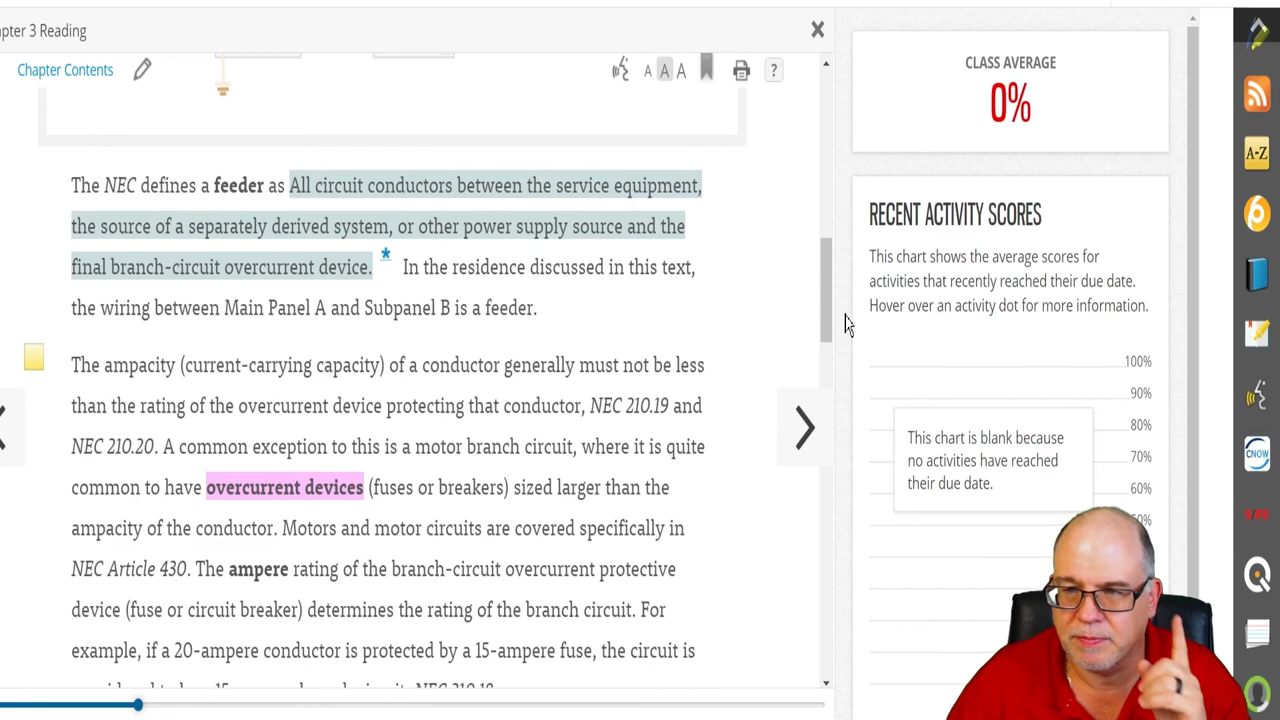 pter 3 Reading
Chapter Contents
A A A
?
The NEC defines a feeder as All circuit conductors between the service equipment,
the source of a separately derived system, or other power supply source and the
final branch-circuit overcurrent device. * In the residence discussed in this text,
the wiring between Main Panel A and Subpanel B is a feeder.
The ampacity (current-carrying capacity) of a conductor generally must not be less
than the rating of the overcurrent device protecting that conductor, NEC 210.19 and
NEC 210.20. A common exception to this is a motor branch circuit, where it is quite
common to have overcurrent devices (fuses or breakers) sized larger than the
ampacity of the conductor. Motors and motor circuits are covered specifically in
NEC Article 430. The ampere rating of the branch-circuit overcurrent protective
device (fuse or circuit breaker) determines the rating of the branch circuit. For
example, if a 20-ampere conductor is protected by a 15-ampere fuse, the circuit is
CLASS AVERAGE
0%
RECENT ACTIVITY SCORES
This chart shows the average scores for
activities that recently reached their due date.
Hover over an activity dot for more information.
100%
90%
80%
70%
60%
50%
This chart is blank because
no activities have reached
their due date.
A-Z
CNOW